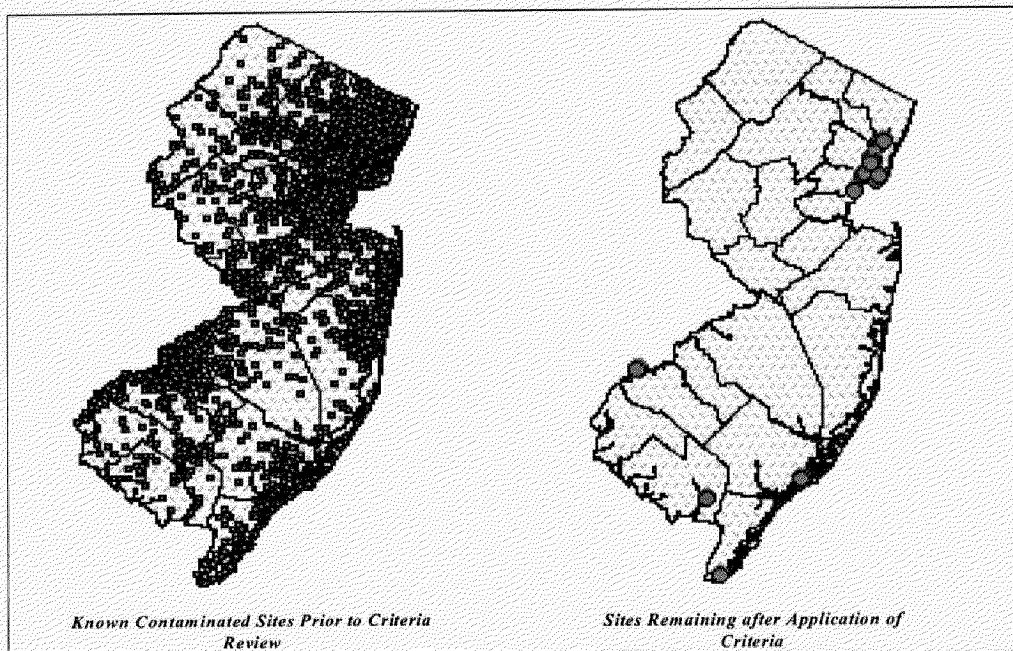 Known Contaminated Sites Prior to Criteria
Review
Sites Remaining after Application of
Criteria